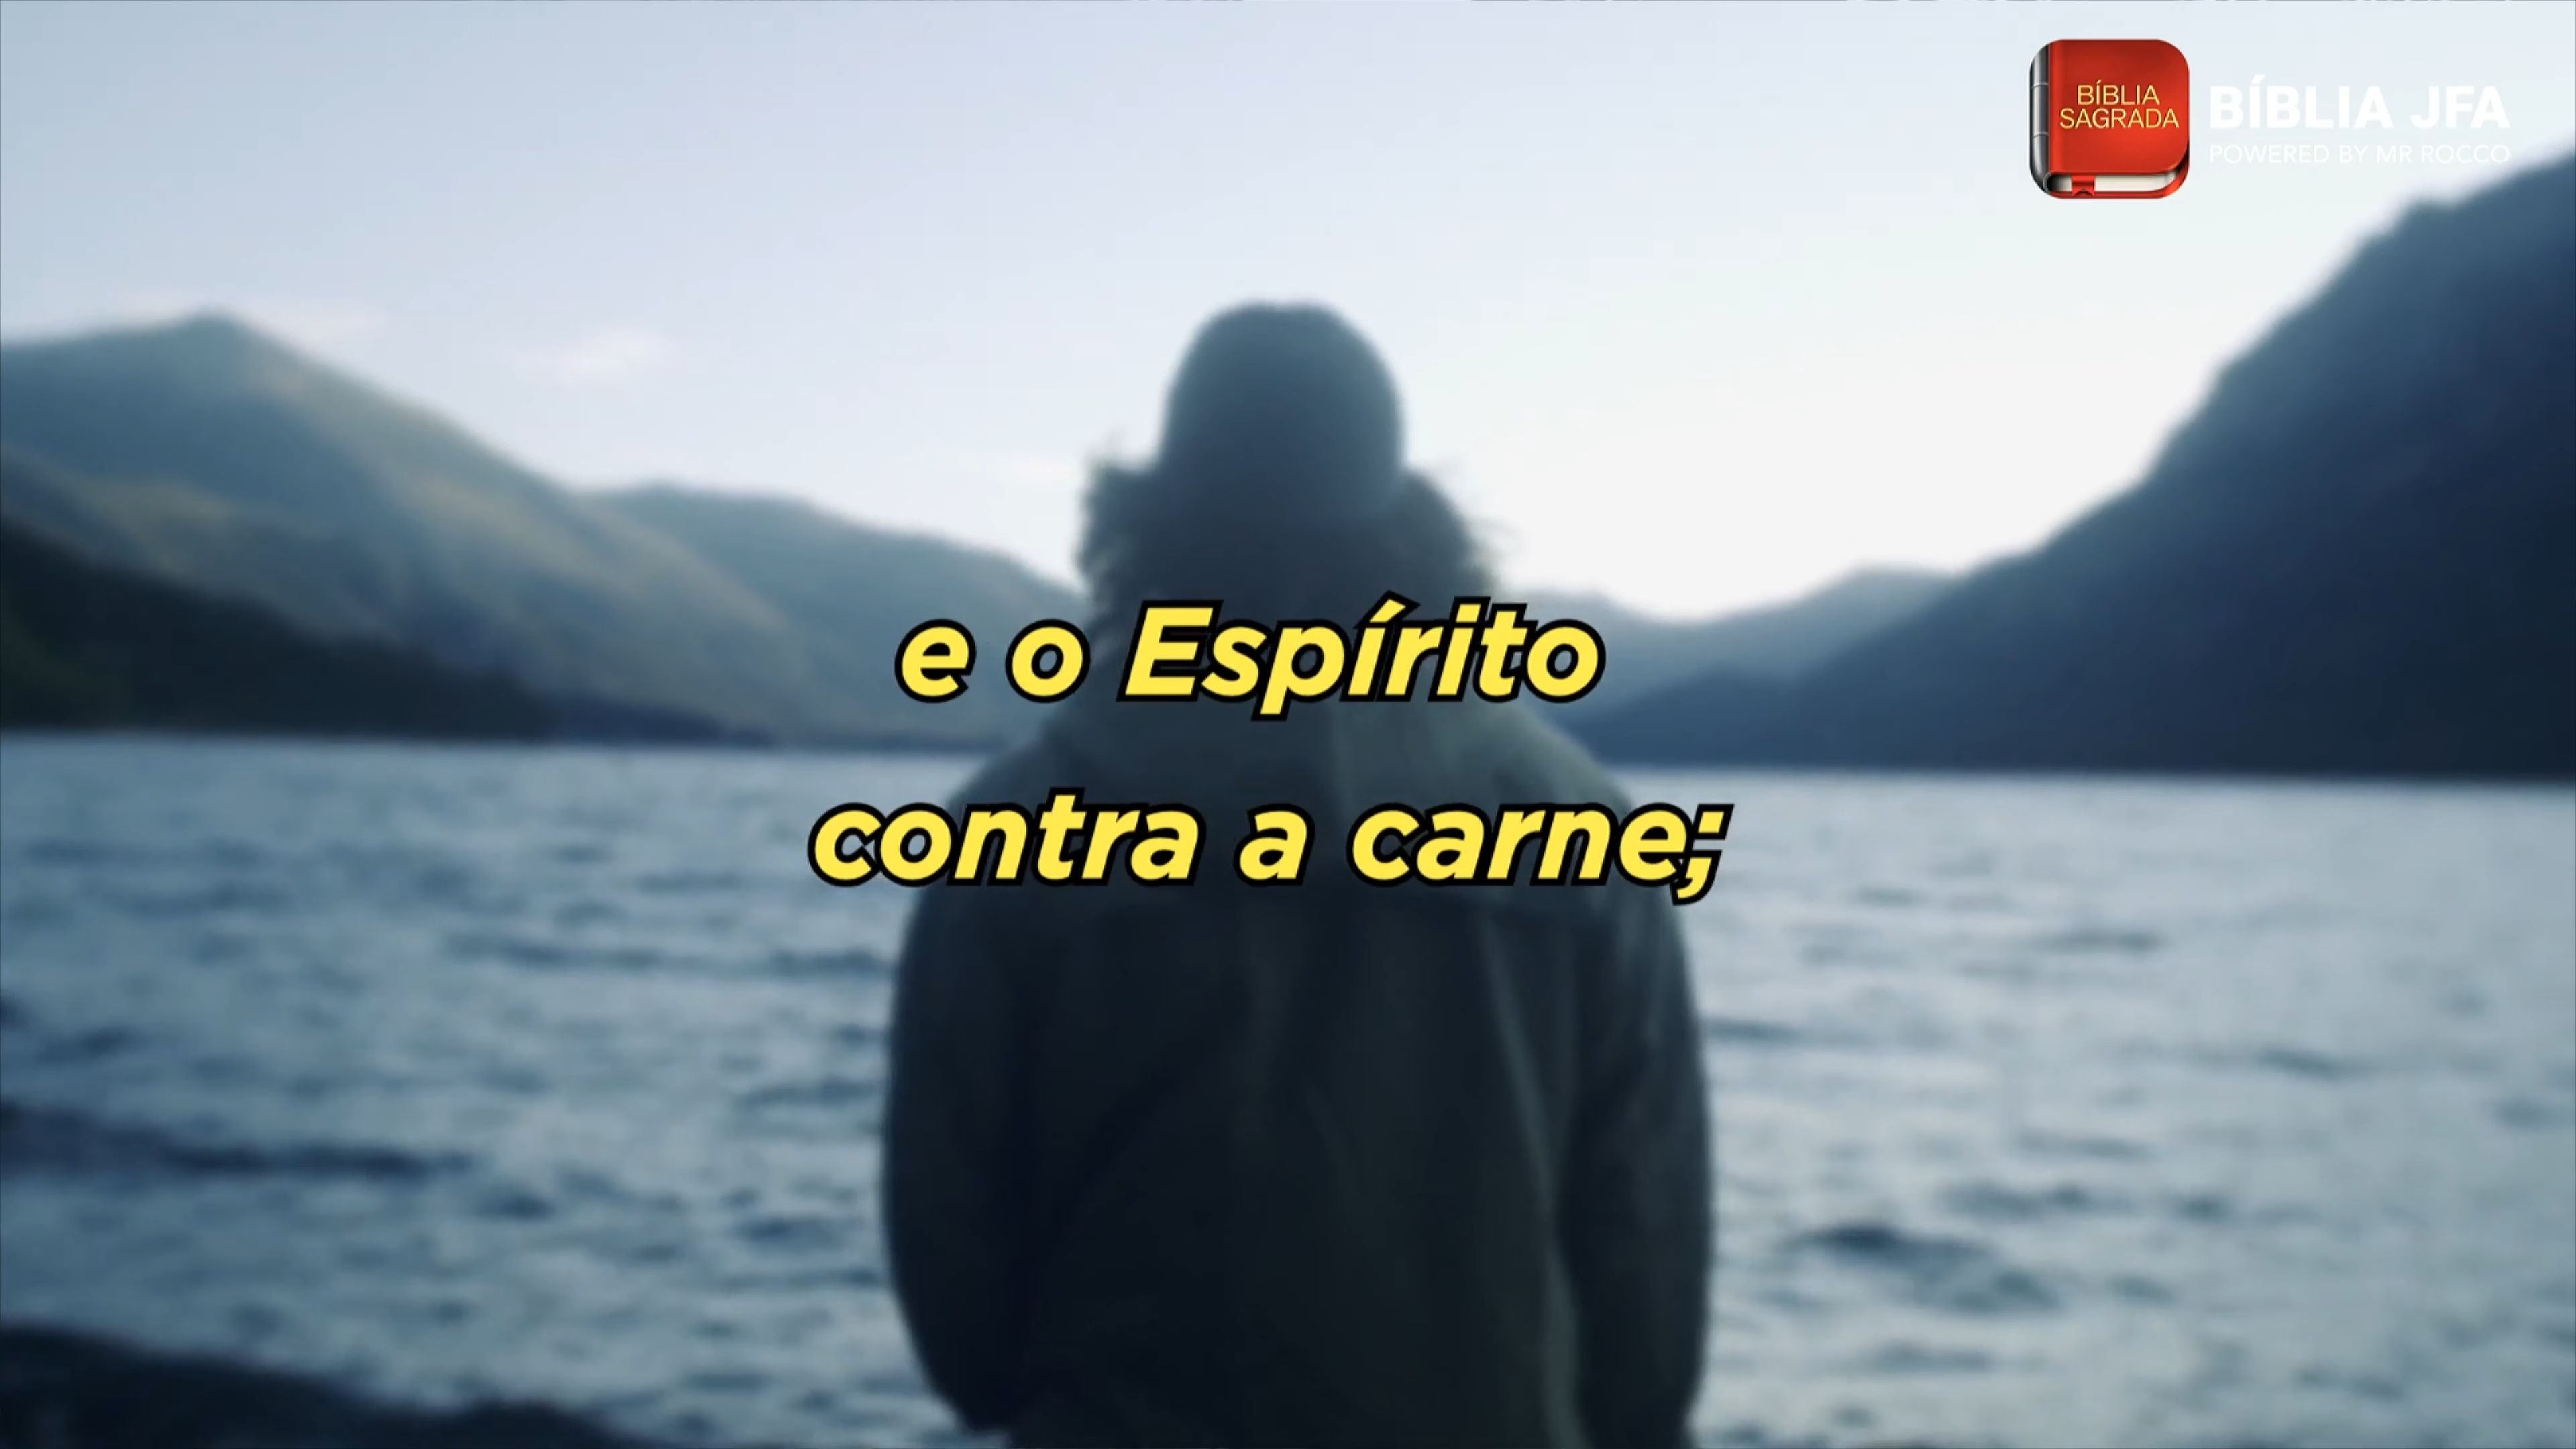 BÍBLIA
SAGRADA
BÍBLIA JFA
POWERED BY MR ROCCO
e o Espírito
contra a carne;